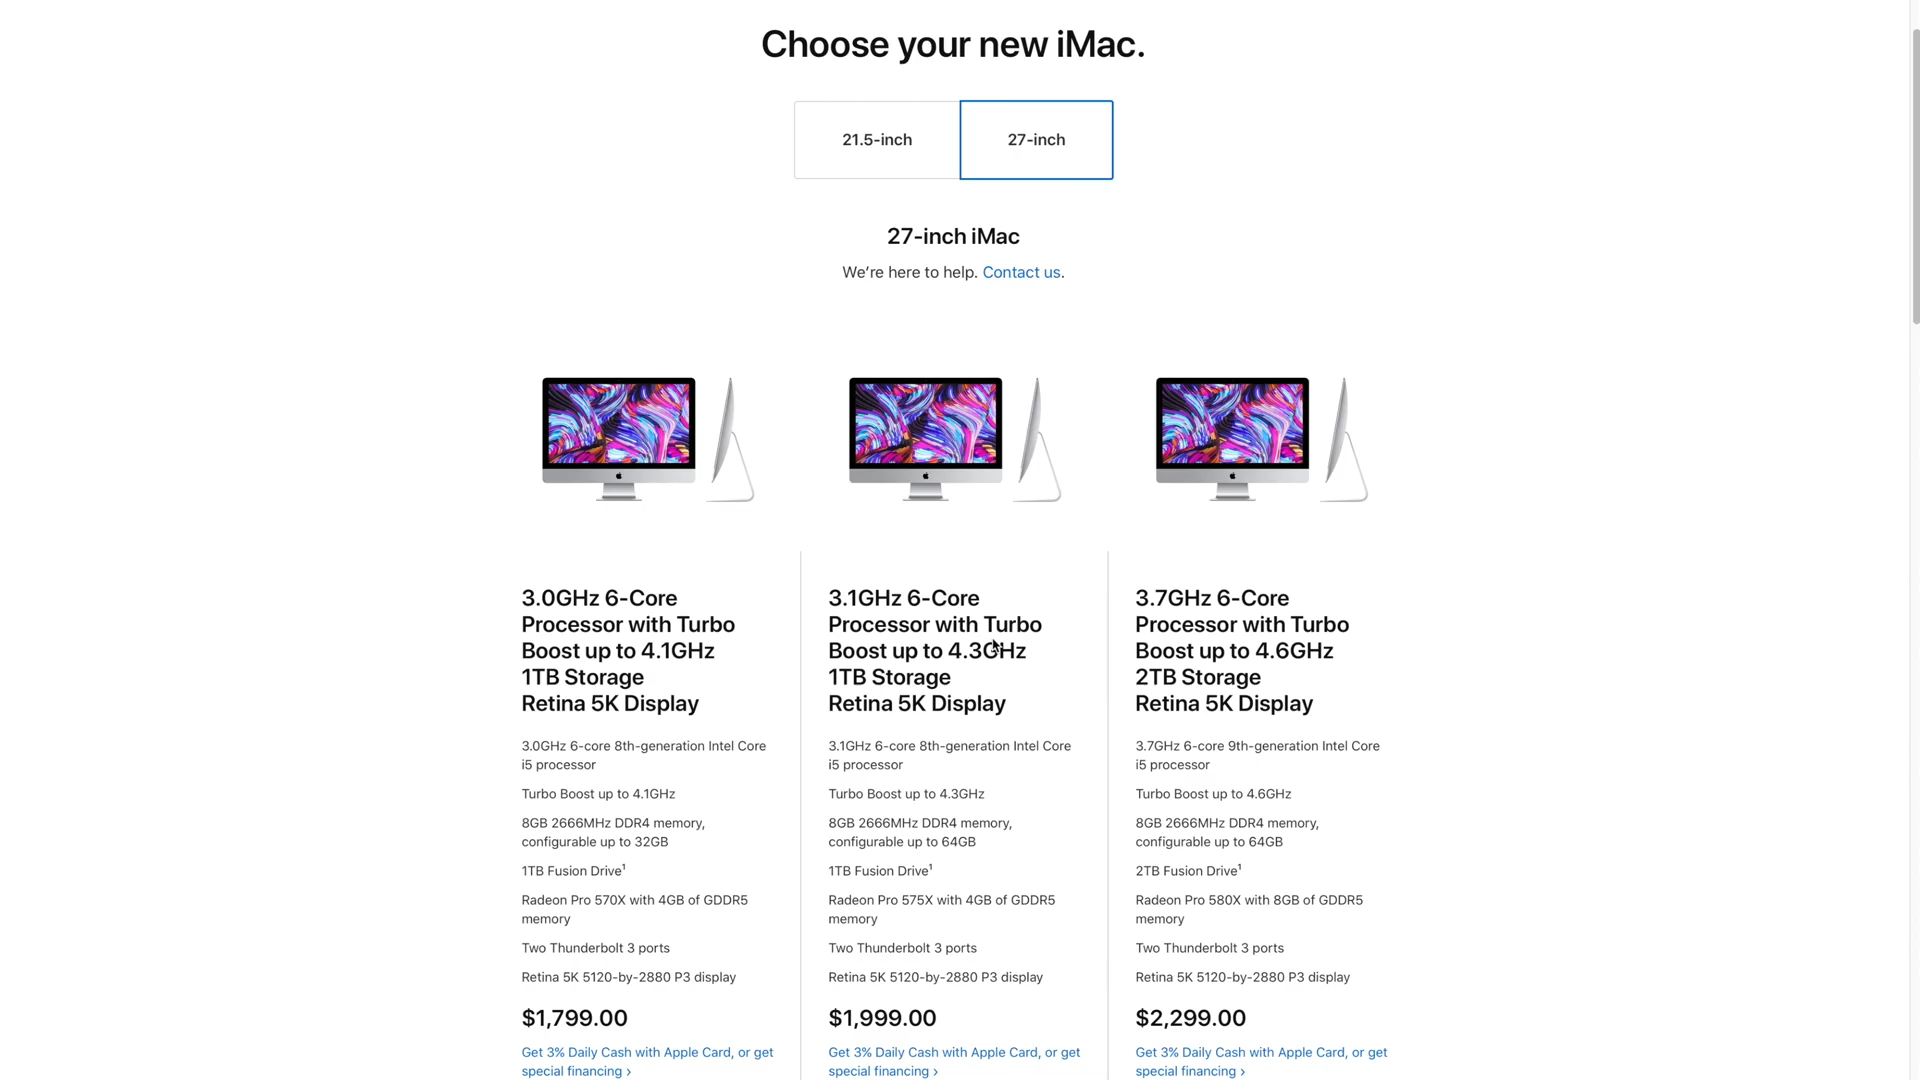 Choose your new iMac.
21.5-inch
27-inch
27-inch iMac
We're here to help. Contact us.
3.0GHz 6-Core
Processor with Turbo
Boost up to 4.1GHz
1TB Storage
Retina 5K Display
3.0GHz 6-core 8th-generation Intel Core
i5 processor
Turbo Boost up to 4.1GHz
8GB 2666MHz DDR4 memory,
configurable up to 32GB
1TB Fusion Drive¹
Radeon Pro 570X with 4GB of GDDR5
memory
Two Thunderbolt 3 ports
Retina 5K 5120-by-2880 P3 display
$1,799.00
Get 3% Daily Cash with Apple Card, or get
special financing ›
3.1GHz 6-Core
Processor with Turbo
Boost up to 4.3GHz
1TB Storage
Retina 5K Display
3.1GHz 6-core 8th-generation Intel Core
i5 processor
Turbo Boost up to 4.3GHz
8GB 2666MHz DDR4 memory,
configurable up to 64GB
1TB Fusion Drive¹
Radeon Pro 575X with 4GB of GDDR5
memory
Two Thunderbolt 3 ports
Retina 5K 5120-by-2880 P3 display
$1,999.00
Get 3% Daily Cash with Apple Card, or get
special financing ›
3.7GHz 6-Core
Processor with Turbo
Boost up to 4.6GHz
2TB Storage
Retina 5K Display
3.7GHz 6-core 9th-generation Intel Core
i5 processor
Turbo Boost up to 4.6GHz
8GB 2666MHz DDR4 memory,
configurable up to 64GB
2TB Fusion Drive¹
Radeon Pro 580X with 8GB of GDDR5
memory
Two Thunderbolt 3 ports
Retina 5K 5120-by-2880 P3 display
$2,299.00
Get 3% Daily Cash with Apple Card, or get
special financing ›